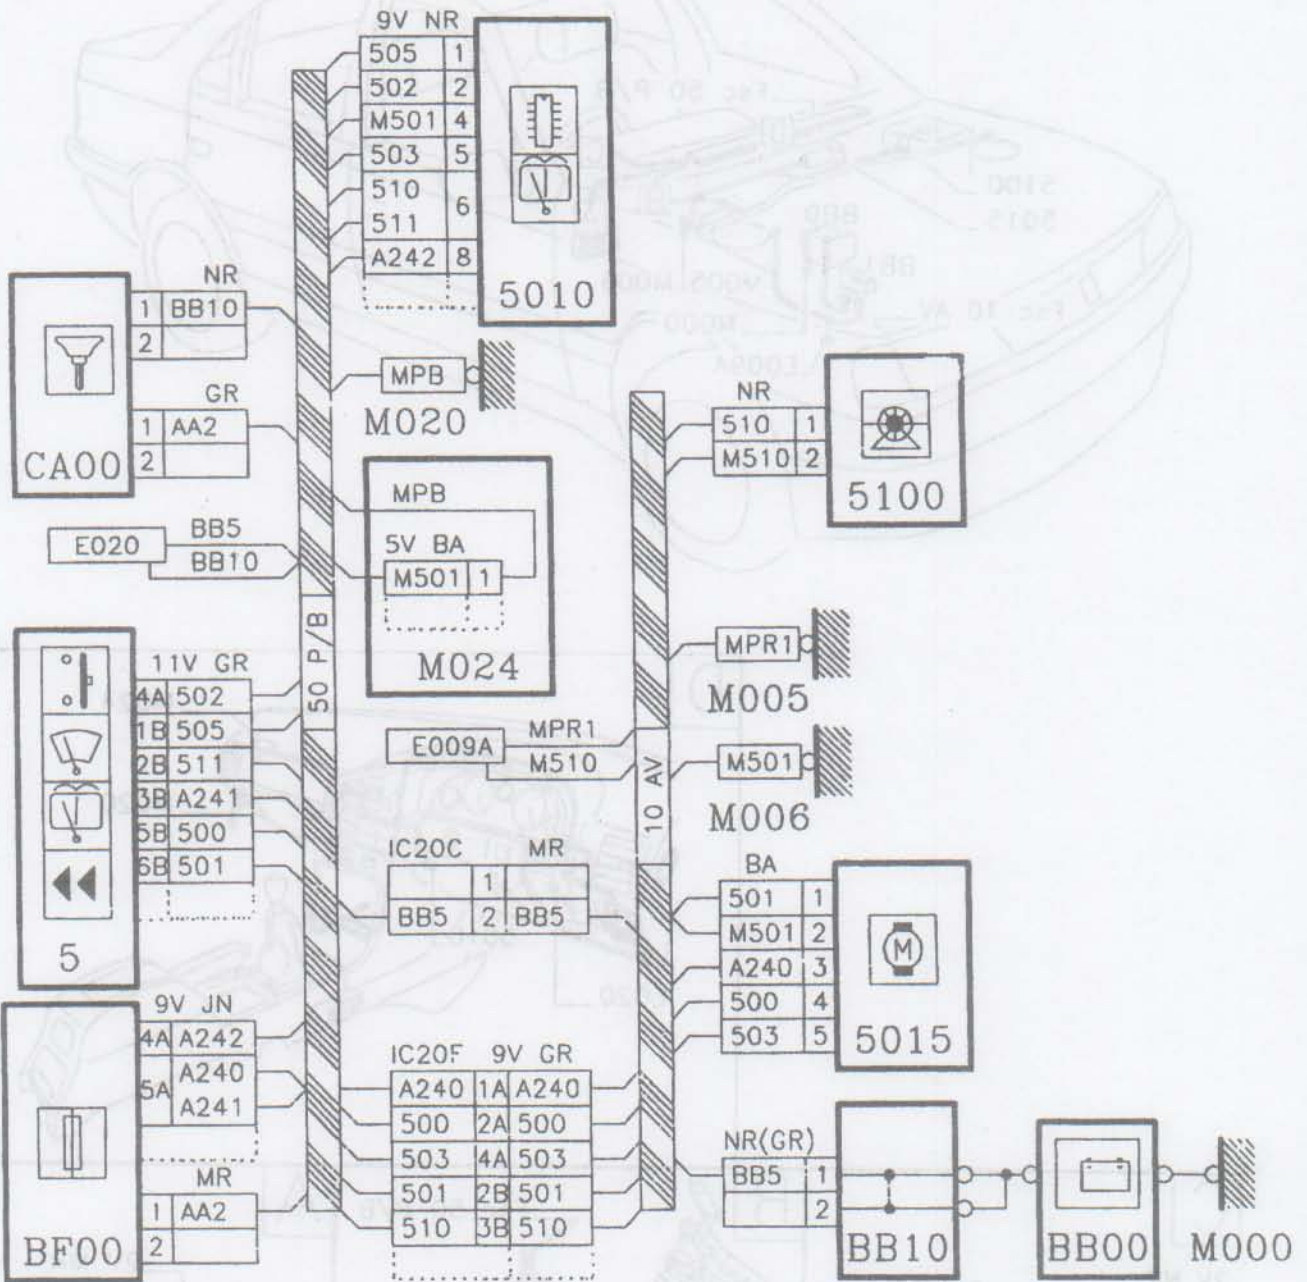 9V NR
505 1
502 2
M501 4
503 5
510
6
511
A242 8
5010
NR
1 BB10
2
GR
1 AA2
2
CA00
MPB
M020
MPB
5V BA
M501 1
M024
NR
510 1
M510 2
5100
E020
BB5
BB10
50 P/B
11V GR
4A 502
1B 505
2B 511
3B A241
5B 500
6B 501
5
MPR1
M005
E009A
MPR1
M510
10 AV
M501
M006
IC20C MR
1
BB5 2 BB5
BA
501 1
M501 2
A240 3
500 4
503 5
M
5015
9V JN
4A A242
A240
5A
A241
MR
1 AA2
2
BF00
IC20F 9V GR
A240 1A A240
500 2A 500
503 4A 503
501 2B 501
510 3B 510
NR(GR)
BB5 1
2
BB10
BB00
M000